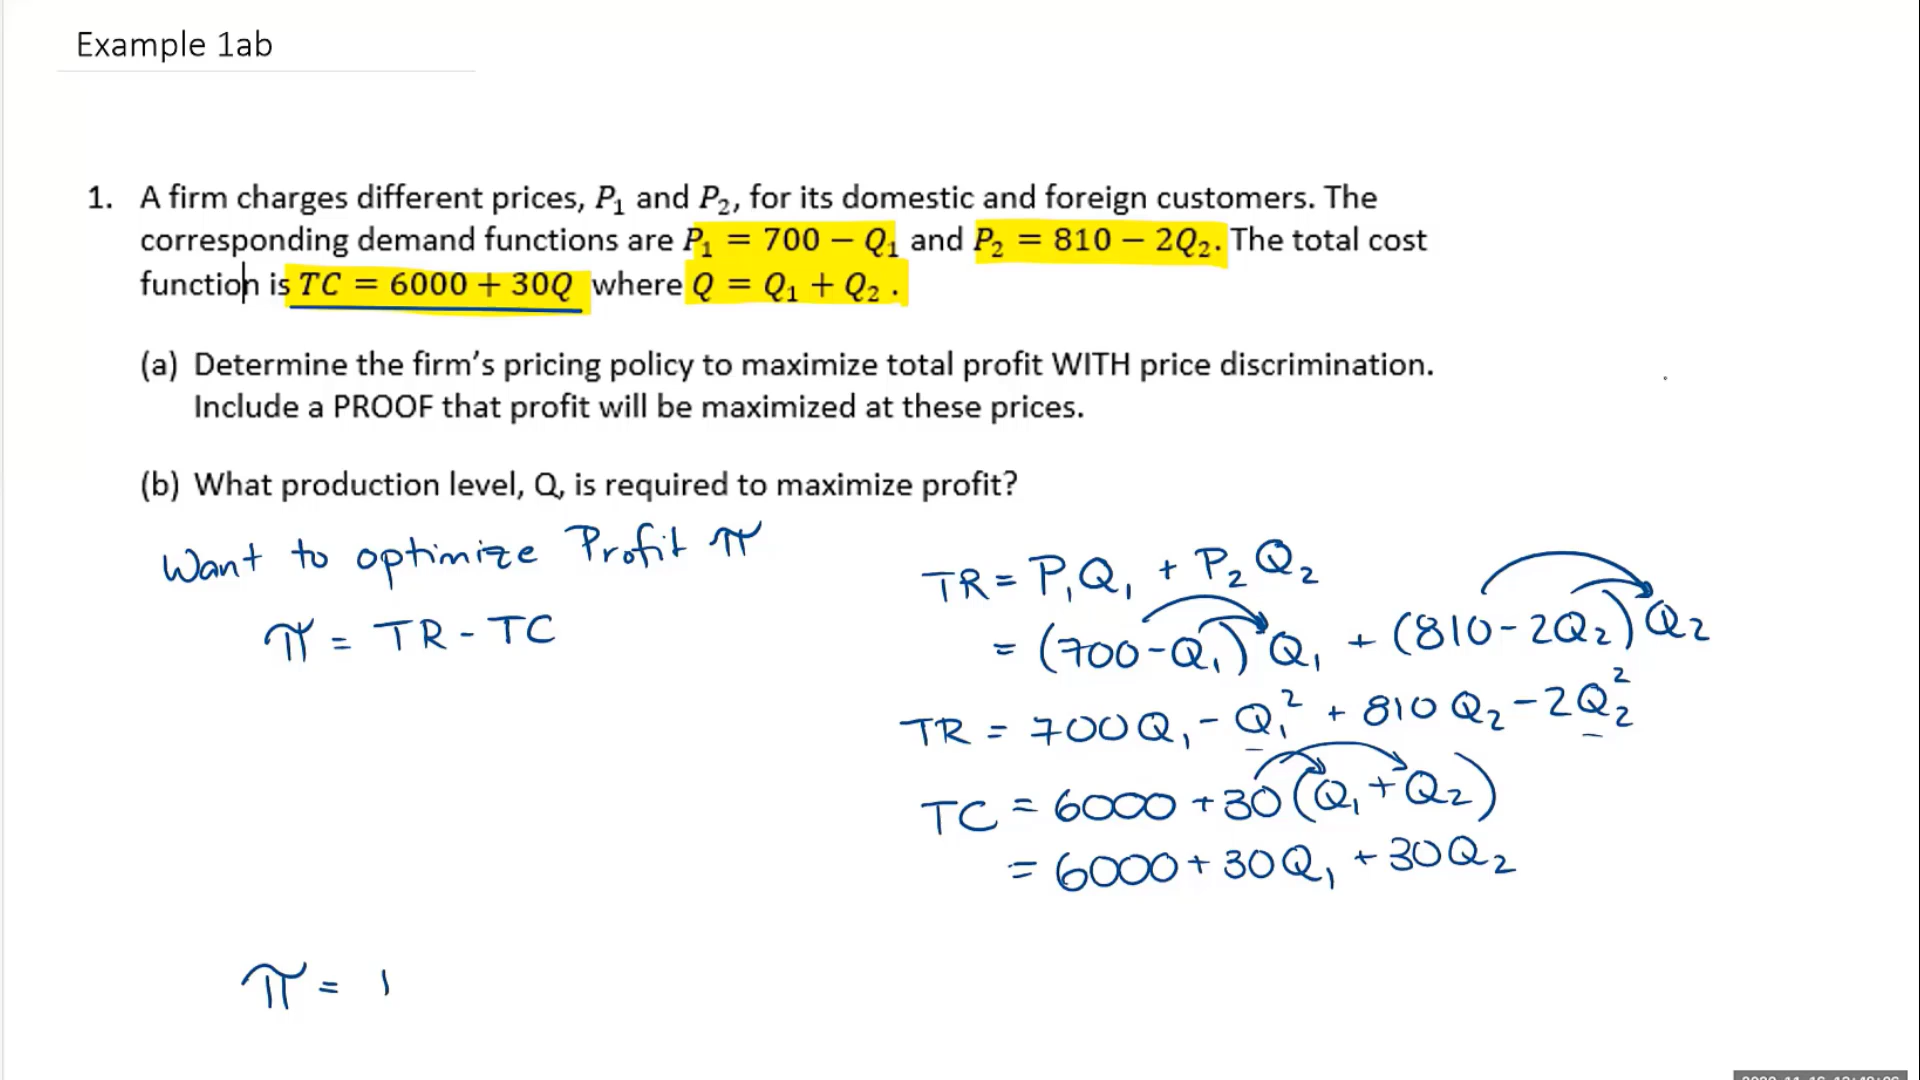 Example 1ab
1. A firm charges different prices, P₁ and P₂, for its domestic and foreign customers. The
corresponding demand functions are P₁ = 700 − Q₁ and P₂ = 810 − 2Q₂. The total cost
function is TC = 6000 + 30Q where Q = Q₁ + Q₂ .
(a) Determine the firm's pricing policy to maximize total profit WITH price discrimination.
Include a PROOF that profit will be maximized at these prices.
(b) What production level, Q, is required to maximize profit?
Want to optimize Profit π
π = TR - TC
TR = P₁Q₁ + P₂Q₂
= (700-Q₁)Q₁ + (810-2Q₂)Q₂
TR = 700Q₁ - Q₁² + 810Q₂ - 2Q₂²
TC = 6000 + 30(Q₁+Q₂)
= 6000 + 30Q₁ + 30Q₂
π =